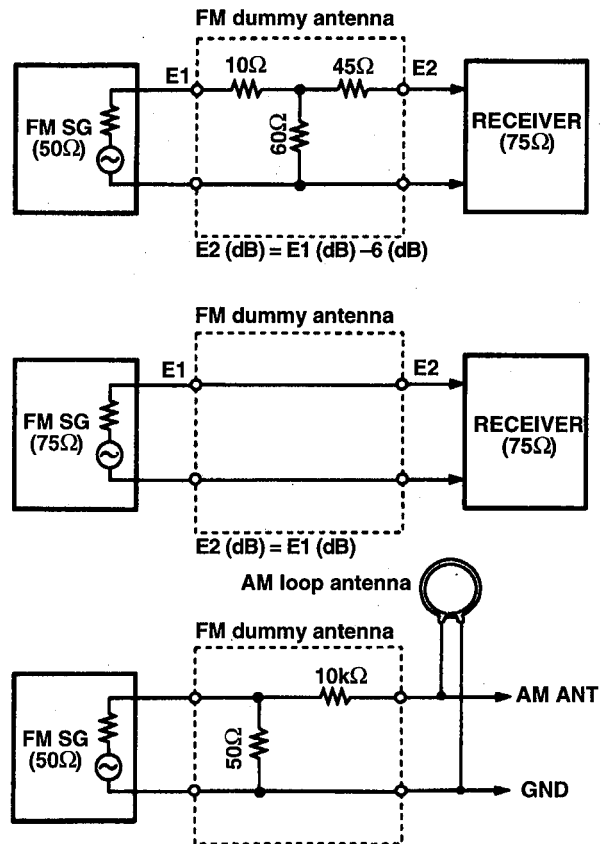 FM dummy antenna
E1
10Ω
45Ω
E2
FM SG
(50Ω)
60Ω
RECEIVER
(75Ω)
E2 (dB) = E1 (dB) –6 (dB)
FM dummy antenna
E1
E2
FM SG
(75Ω)
RECEIVER
(75Ω)
E2 (dB) = E1 (dB)
AM loop antenna
FM dummy antenna
10kΩ
AM ANT
FM SG
(50Ω)
50Ω
GND